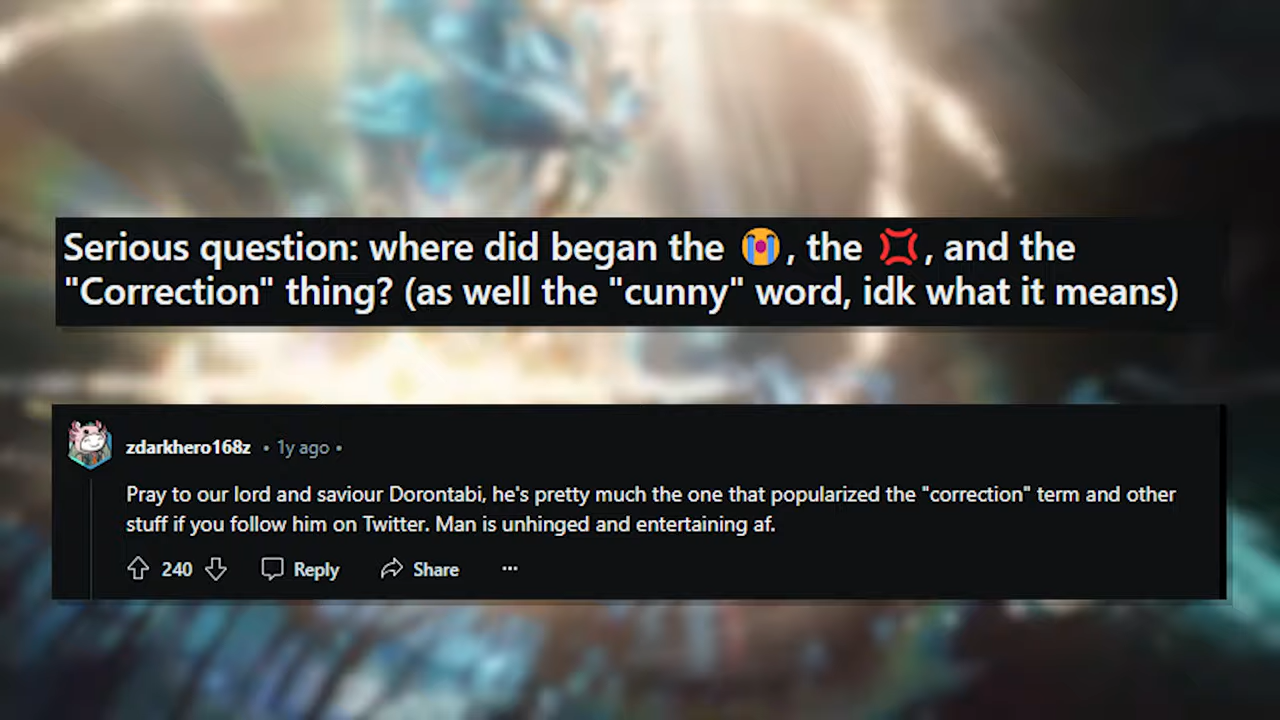 Serious question: where did began the 😭, the 💢, and the
"Correction" thing? (as well the "cunny" word, idk what it means)
zdarkhero168z • 1y ago •
Pray to our lord and saviour Dorontabi, he's pretty much the one that popularized the "correction" term and other
stuff if you follow him on Twitter. Man is unhinged and entertaining af.
240 Reply Share ...